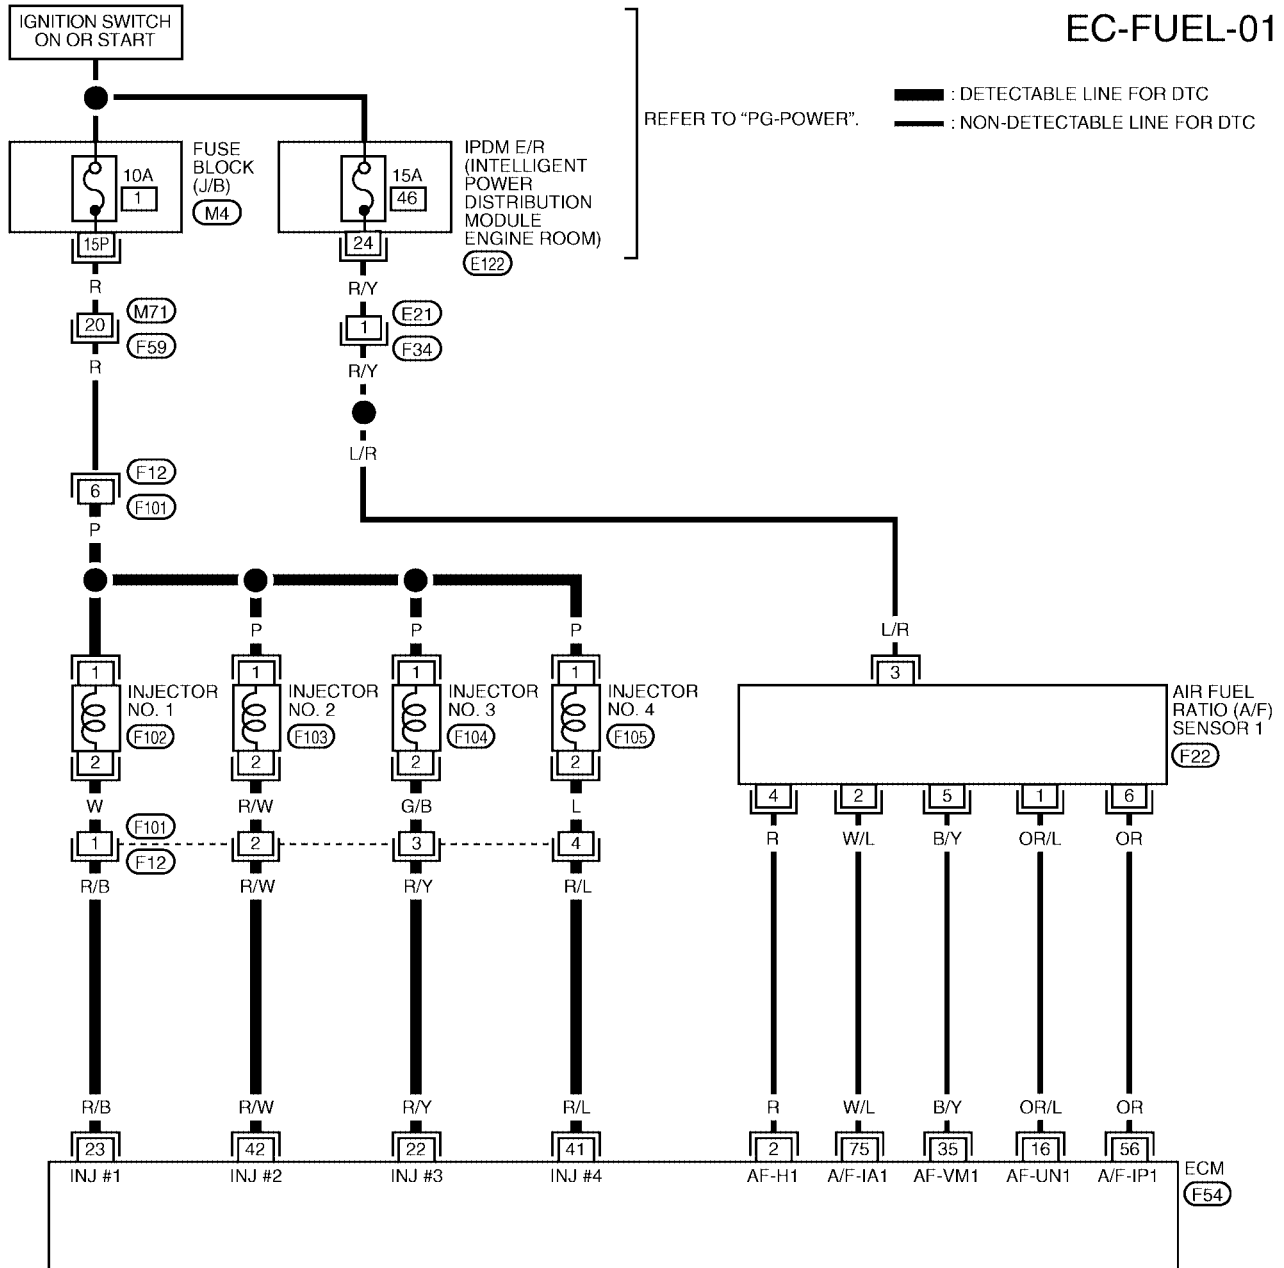 IGNITION SWITCH
ON OR START
EC-FUEL-01
REFER TO "PG-POWER".
: DETECTABLE LINE FOR DTC
: NON-DETECTABLE LINE FOR DTC
10A
1
FUSE
BLOCK
(J/B)
M4
15A
46
IPDM E/R
(INTELLIGENT
POWER
DISTRIBUTION
MODULE
ENGINE ROOM)
E122
15P
24
R
R/Y
20
M71
F59
1
E21
F34
R
R/Y
L/R
6
F12
F101
P
P
P
P
L/R
1
1
1
1
3
INJECTOR
NO. 1
F102
INJECTOR
NO. 2
F103
INJECTOR
NO. 3
F104
INJECTOR
NO. 4
F105
AIR FUEL
RATIO (A/F)
SENSOR 1
F22
2
2
2
2
4
2
5
1
6
W
R/W
G/B
L
R
W/L
B/Y
OR/L
OR
1
F101
F12
2
3
4
R/B
R/W
R/Y
R/L
R/B
R/W
R/Y
R/L
R
W/L
B/Y
OR/L
OR
23
42
22
41
2
75
35
16
56
INJ #1
INJ #2
INJ #3
INJ #4
AF-H1
A/F-IA1
AF-VM1
AF-UN1
A/F-IP1
ECM
F54